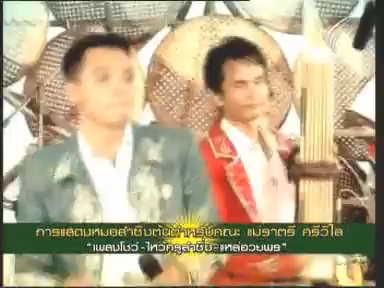 การแสดงหมอลำซิ่งต้นตำหรับคณะ แม่ราตรี ศรีวิไล
"เพลงโชว์-ไหว้ครูลำซิ่ง-แหล่อวยพร"